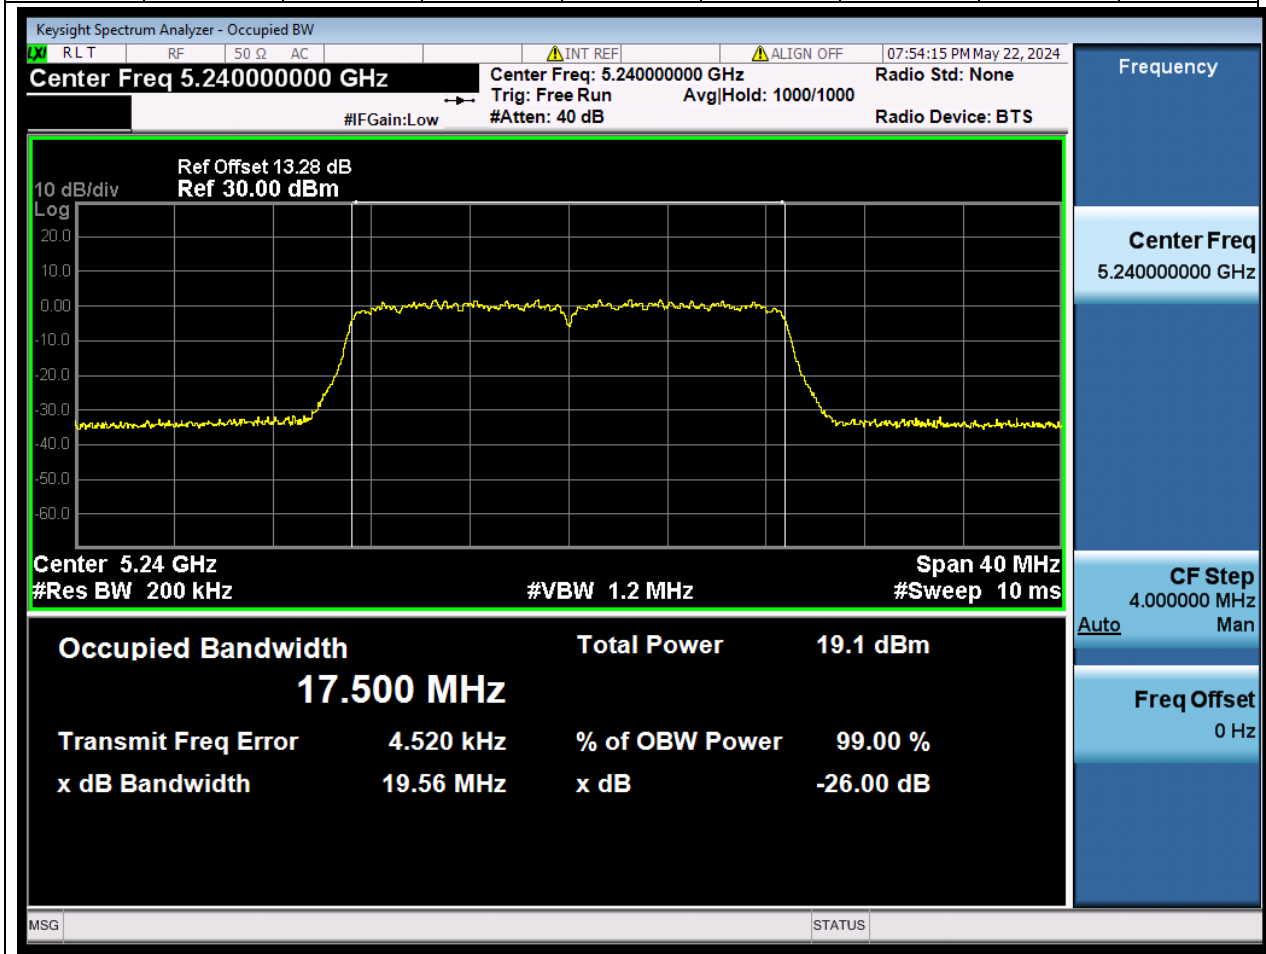 Keysight Spectrum Analyzer - Occupied BW
LXI RLT RF 50 Ω AC INT REF ALIGN OFF 07:54:15 PM May 22, 2024
Center Freq 5.240000000 GHz
Center Freq: 5.240000000 GHz Radio Std: None
Trig: Free Run Avg|Hold: 1000/1000
#IFGain:Low #Atten: 40 dB Radio Device: BTS
Ref Offset 13.28 dB
10 dB/div Ref 30.00 dBm
Log
20.0
10.0
0.00
-10.0
-20.0
-30.0
-40.0
-50.0
-60.0
Center 5.24 GHz Span 40 MHz
#Res BW 200 kHz #VBW 1.2 MHz #Sweep 10 ms
Occupied Bandwidth Total Power 19.1 dBm
17.500 MHz
Transmit Freq Error 4.520 kHz % of OBW Power 99.00 %
x dB Bandwidth 19.56 MHz x dB -26.00 dB
MSG STATUS
Frequency
Center Freq
5.240000000 GHz
CF Step
4.000000 MHz
Auto Man
Freq Offset
0 Hz